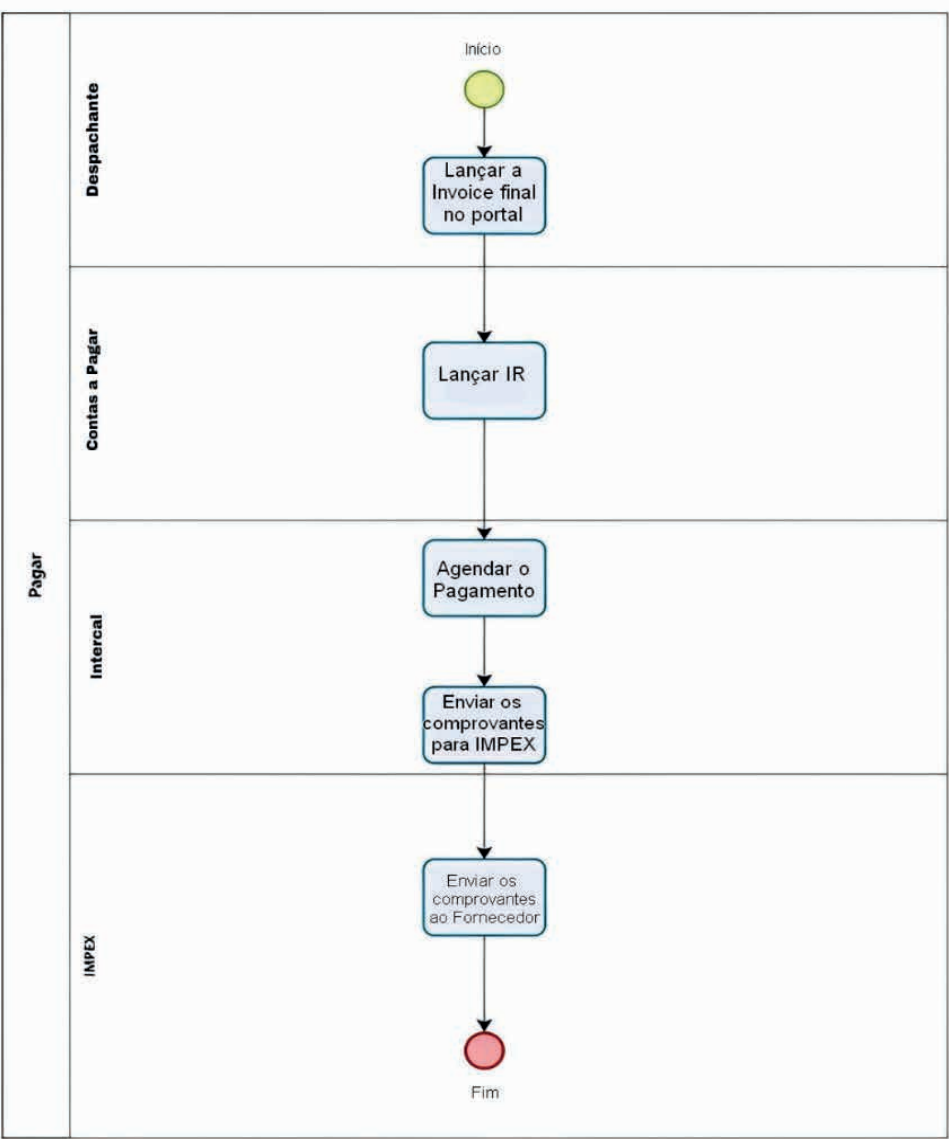 Pagar
Despachante
Início
Lançar a
Invoice final
no portal
Contas a Pagar
Lançar IR
Intercal
Agendar o
Pagamento
Enviar os
comprovantes
para IMPEX
IMPEX
Enviar os
comprovantes
ao Fornecedor
Fim